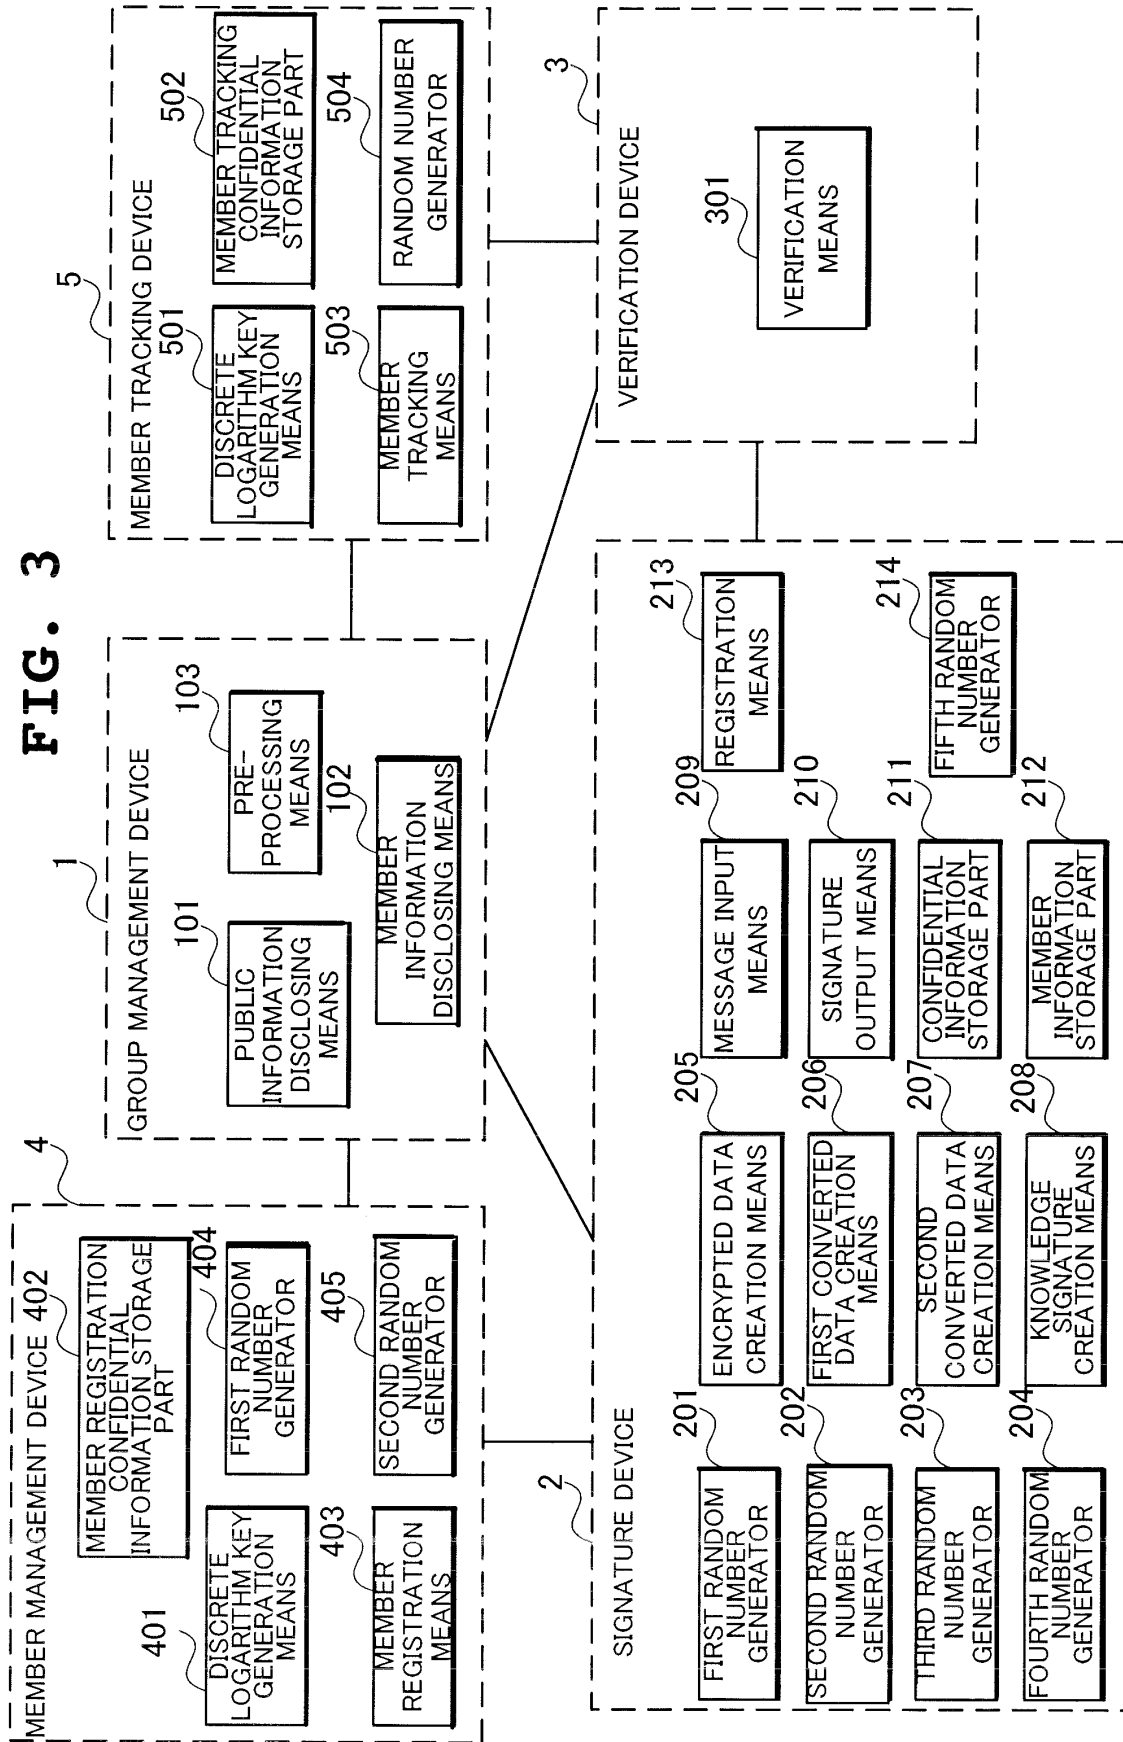 FIG. 3
MEMBER MANAGEMENT DEVICE
4
402
MEMBER REGISTRATION
CONFIDENTIAL
INFORMATION STORAGE
PART
401
DISCRETE
LOGARITHM KEY
GENERATION
MEANS
404
FIRST RANDOM
NUMBER
GENERATOR
403
MEMBER
REGISTRATION
MEANS
405
SECOND RANDOM
NUMBER
GENERATOR
1
GROUP MANAGEMENT DEVICE
101
PUBLIC
INFORMATION
DISCLOSING
MEANS
103
PRE-
PROCESSING
MEANS
102
MEMBER
INFORMATION
DISCLOSING MEANS
5
MEMBER TRACKING DEVICE
501
DISCRETE
LOGARITHM KEY
GENERATION
MEANS
502
MEMBER TRACKING
CONFIDENTIAL
INFORMATION
STORAGE PART
503
MEMBER
TRACKING
MEANS
504
RANDOM NUMBER
GENERATOR
2
SIGNATURE DEVICE
201
FIRST RANDOM
NUMBER
GENERATOR
205
ENCRYPTED DATA
CREATION MEANS
209
MESSAGE INPUT
MEANS
213
REGISTRATION
MEANS
202
SECOND RANDOM
NUMBER
GENERATOR
206
FIRST CONVERTED
DATA CREATION
MEANS
210
SIGNATURE
OUTPUT MEANS
203
THIRD RANDOM
NUMBER
GENERATOR
207
SECOND
CONVERTED DATA
CREATION MEANS
211
CONFIDENTIAL
INFORMATION
STORAGE PART
214
FIFTH RANDOM
NUMBER
GENERATOR
204
FOURTH RANDOM
NUMBER
GENERATOR
208
KNOWLEDGE
SIGNATURE
CREATION MEANS
212
MEMBER
INFORMATION
STORAGE PART
3
VERIFICATION DEVICE
301
VERIFICATION
MEANS